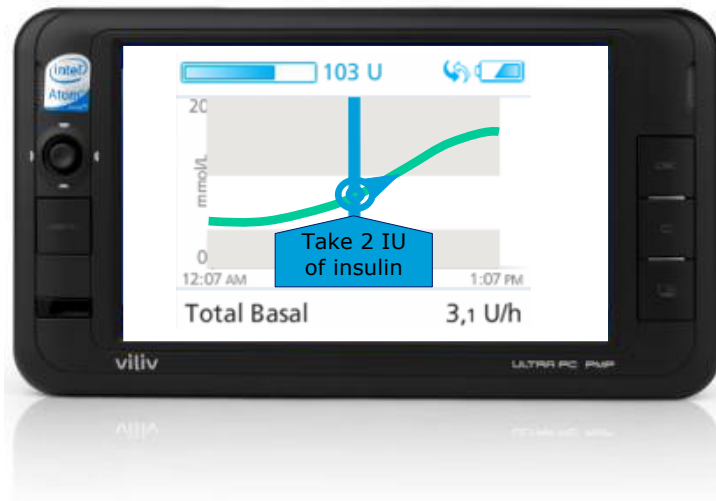 intel
Atom
103 U
20
mmol/L
0
Take 2 IU
of insulin
12:07 AM
1:07 PM
Total Basal
3,1 U/h
viliv
ULTRA PC PMP